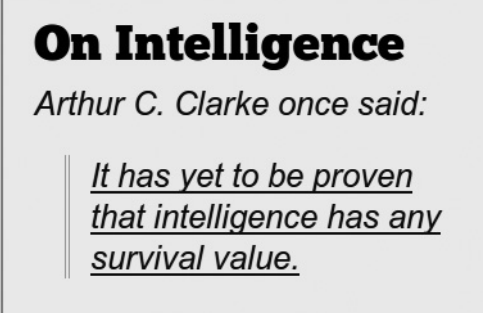 On Intelligence
Arthur C. Clarke once said:
It has yet to be proven
that intelligence has any
survival value.